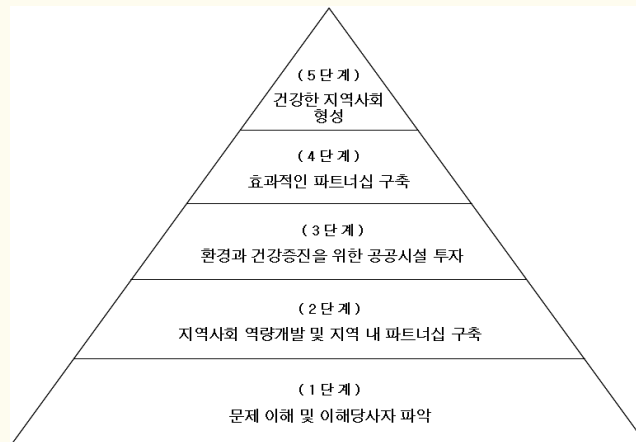 (5단계)
건강한 지역사회
형성
(4단계)
효과적인 파트너십 구축
(3단계)
환경과 건강증진을 위한 공공시설 투자
(2단계)
지역사회 역량개발 및 지역 내 파트너십 구축
(1단계)
문제 이해 및 이해당사자 파악